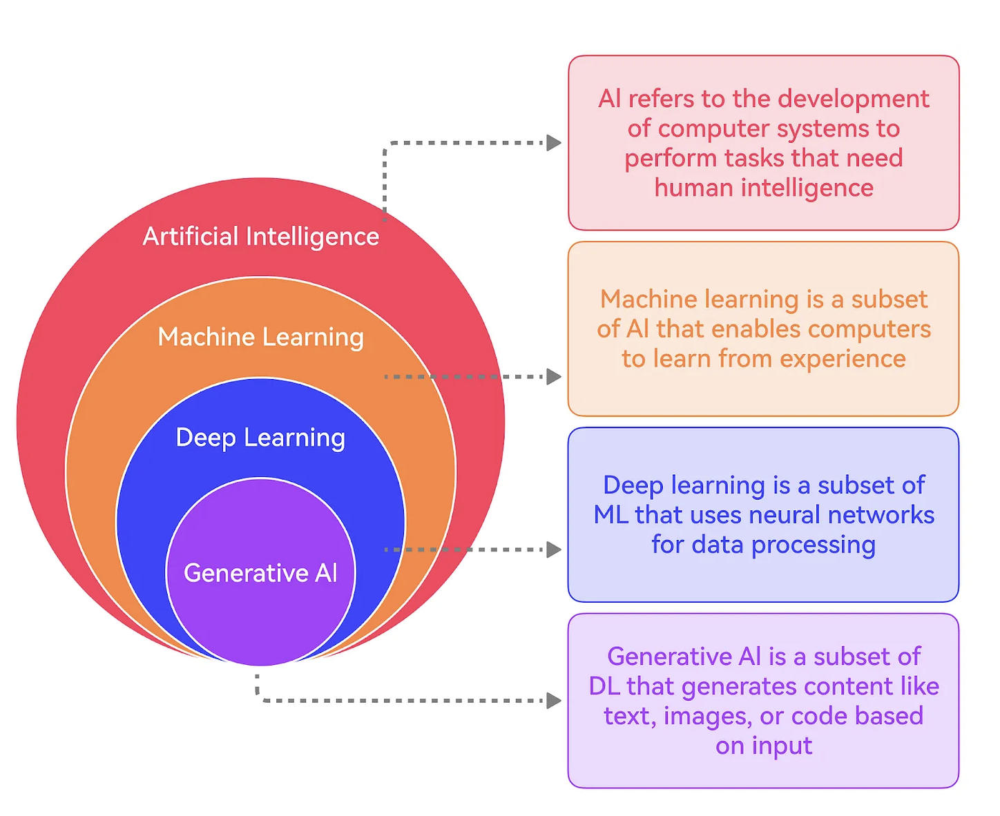 Artificial Intelligence
Machine Learning
Deep Learning
Generative AI
AI refers to the development
of computer systems to
perform tasks that need
human intelligence
Machine learning is a subset
of AI that enables computers
to learn from experience
Deep learning is a subset of
ML that uses neural networks
for data processing
Generative AI is a subset of
DL that generates content like
text, images, or code based
on input